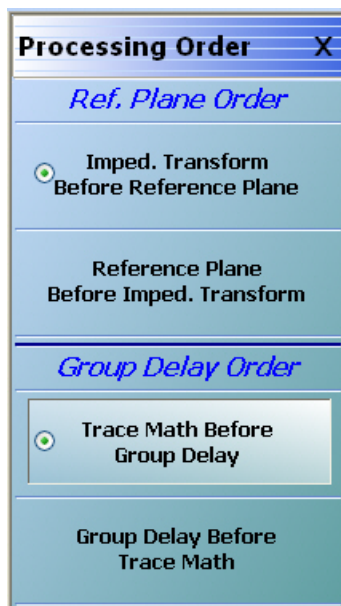 Processing Order X
Ref. Plane Order
Imped. Transform
Before Reference Plane
Reference Plane
Before Imped. Transform
Group Delay Order
Trace Math Before
Group Delay
Group Delay Before
Trace Math